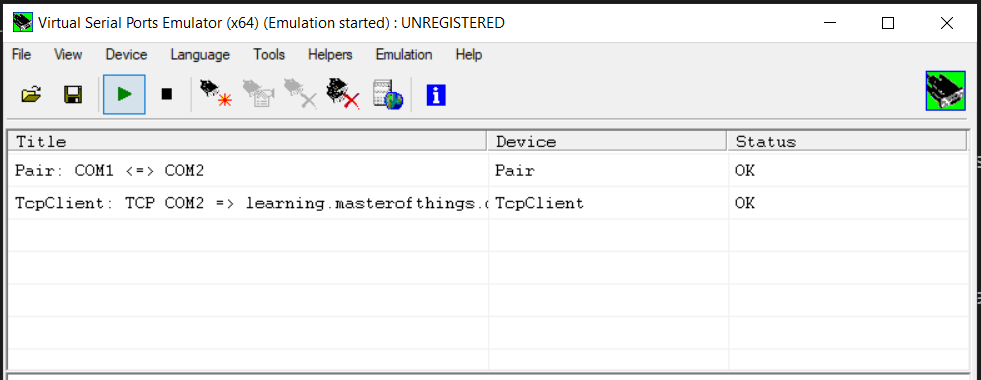 Virtual Serial Ports Emulator (x64) (Emulation started) : UNREGISTERED
File View Device Language Tools Helpers Emulation Help
Title Device Status
Pair: COM1 <=> COM2 Pair OK
TcpClient: TCP COM2 => learning.masterofthings. TcpClient OK